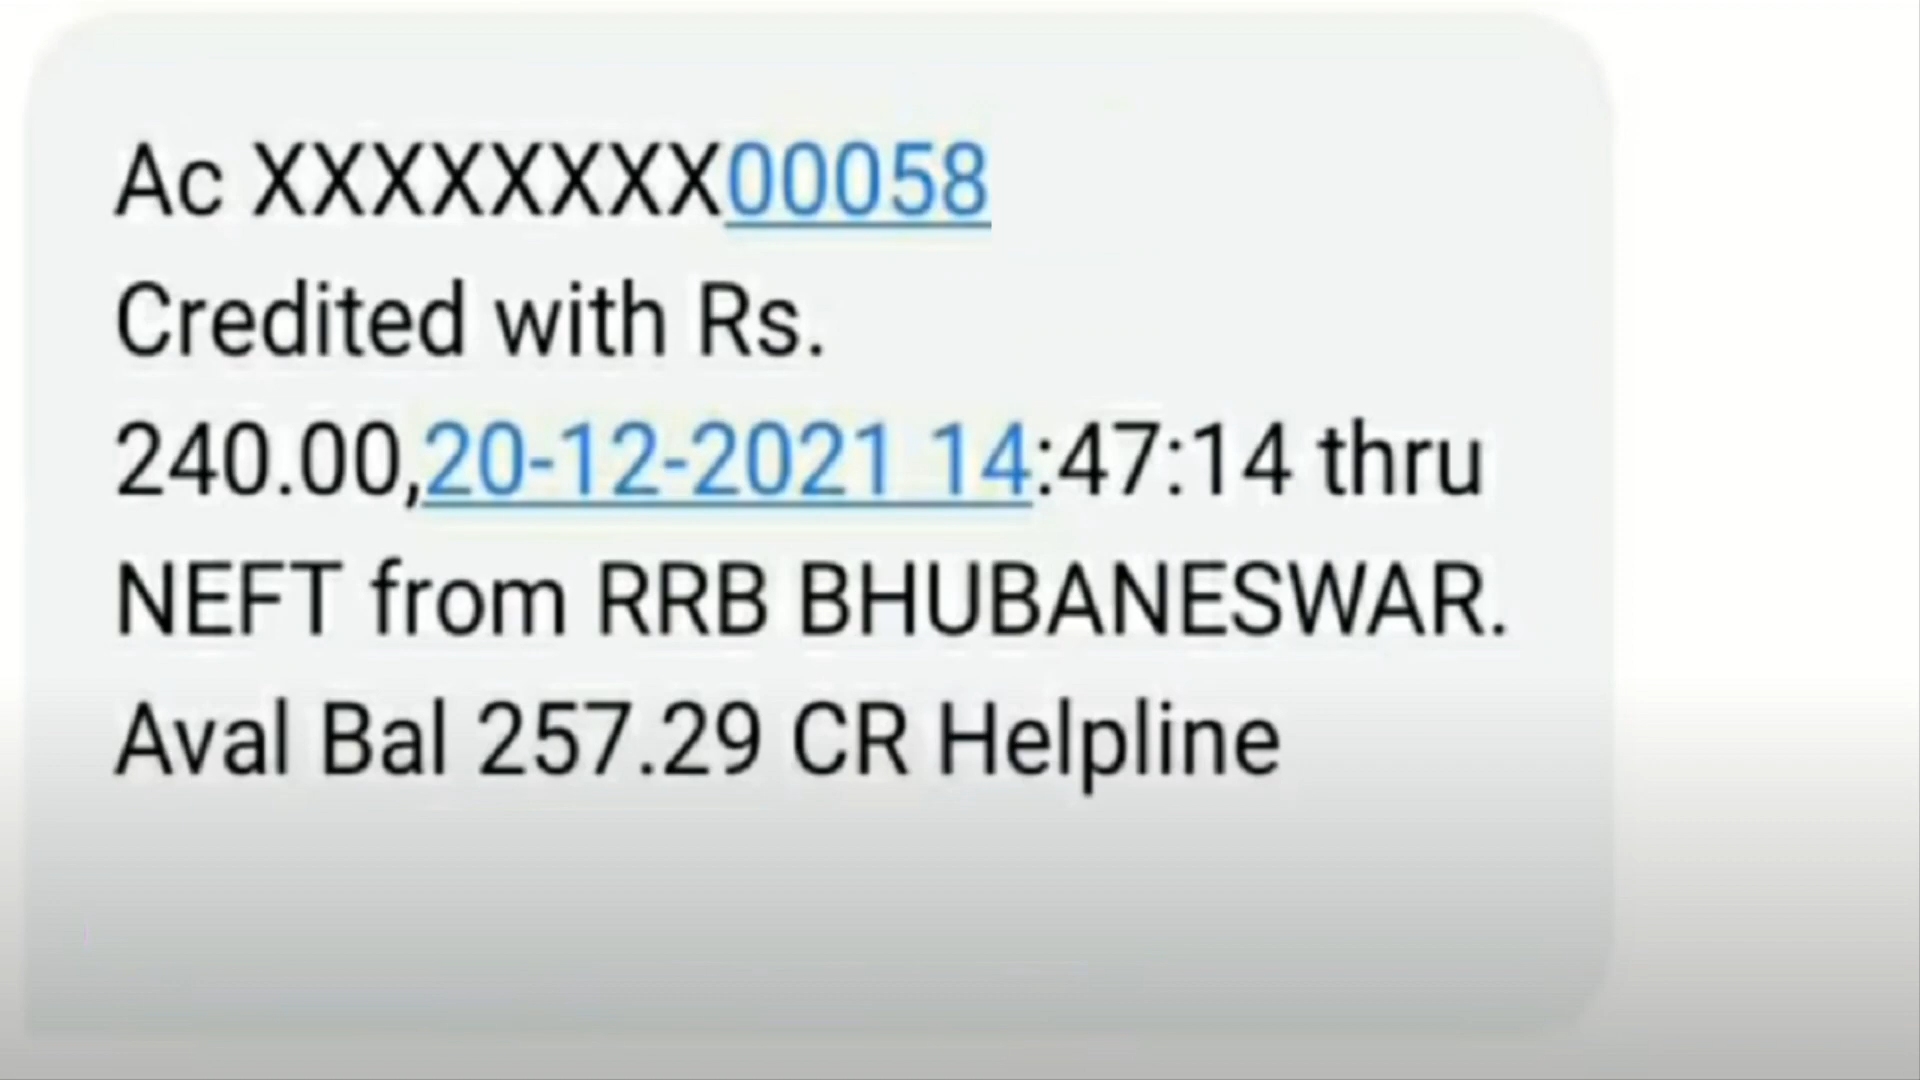 Ac XXXXXXXX00058
Credited with Rs.
240.00,20-12-2021 14:47:14 thru
NEFT from RRB BHUBANESWAR.
Aval Bal 257.29 CR Helpline